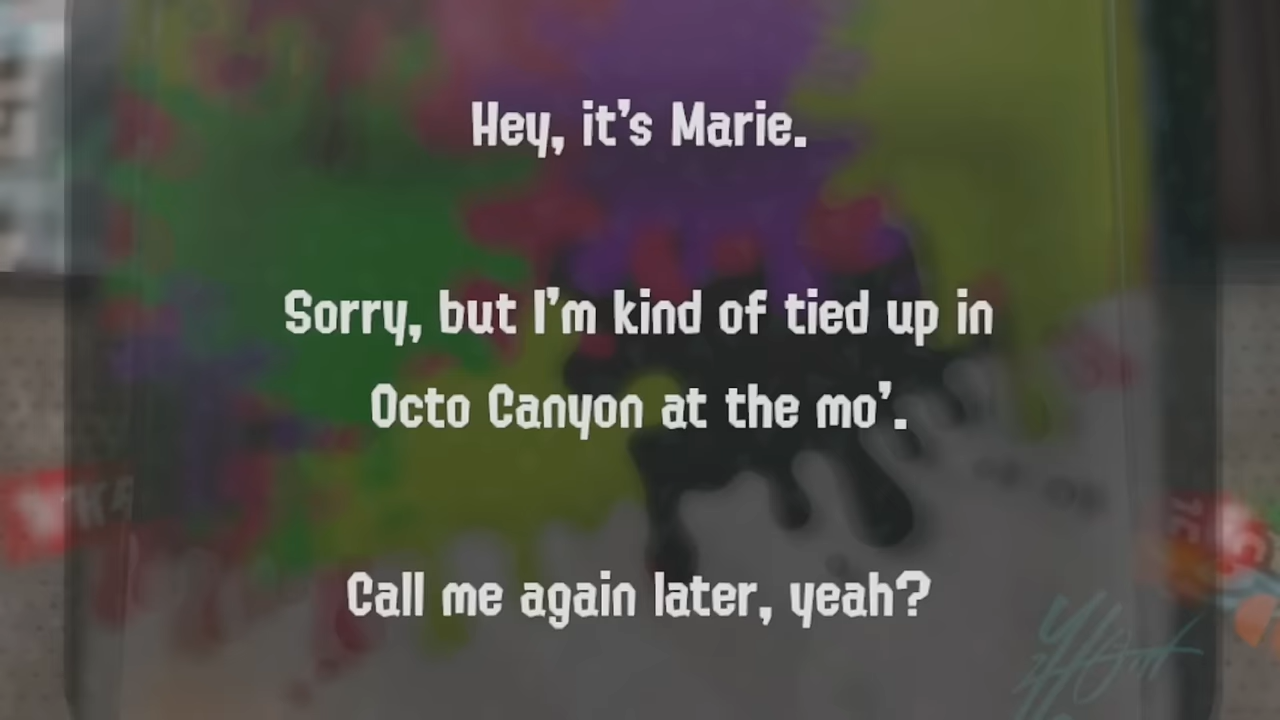 Hey, it's Marie.
Sorry, but I'm kind of tied up in
Octo Canyon at the mo'.
Call me again later, yeah?